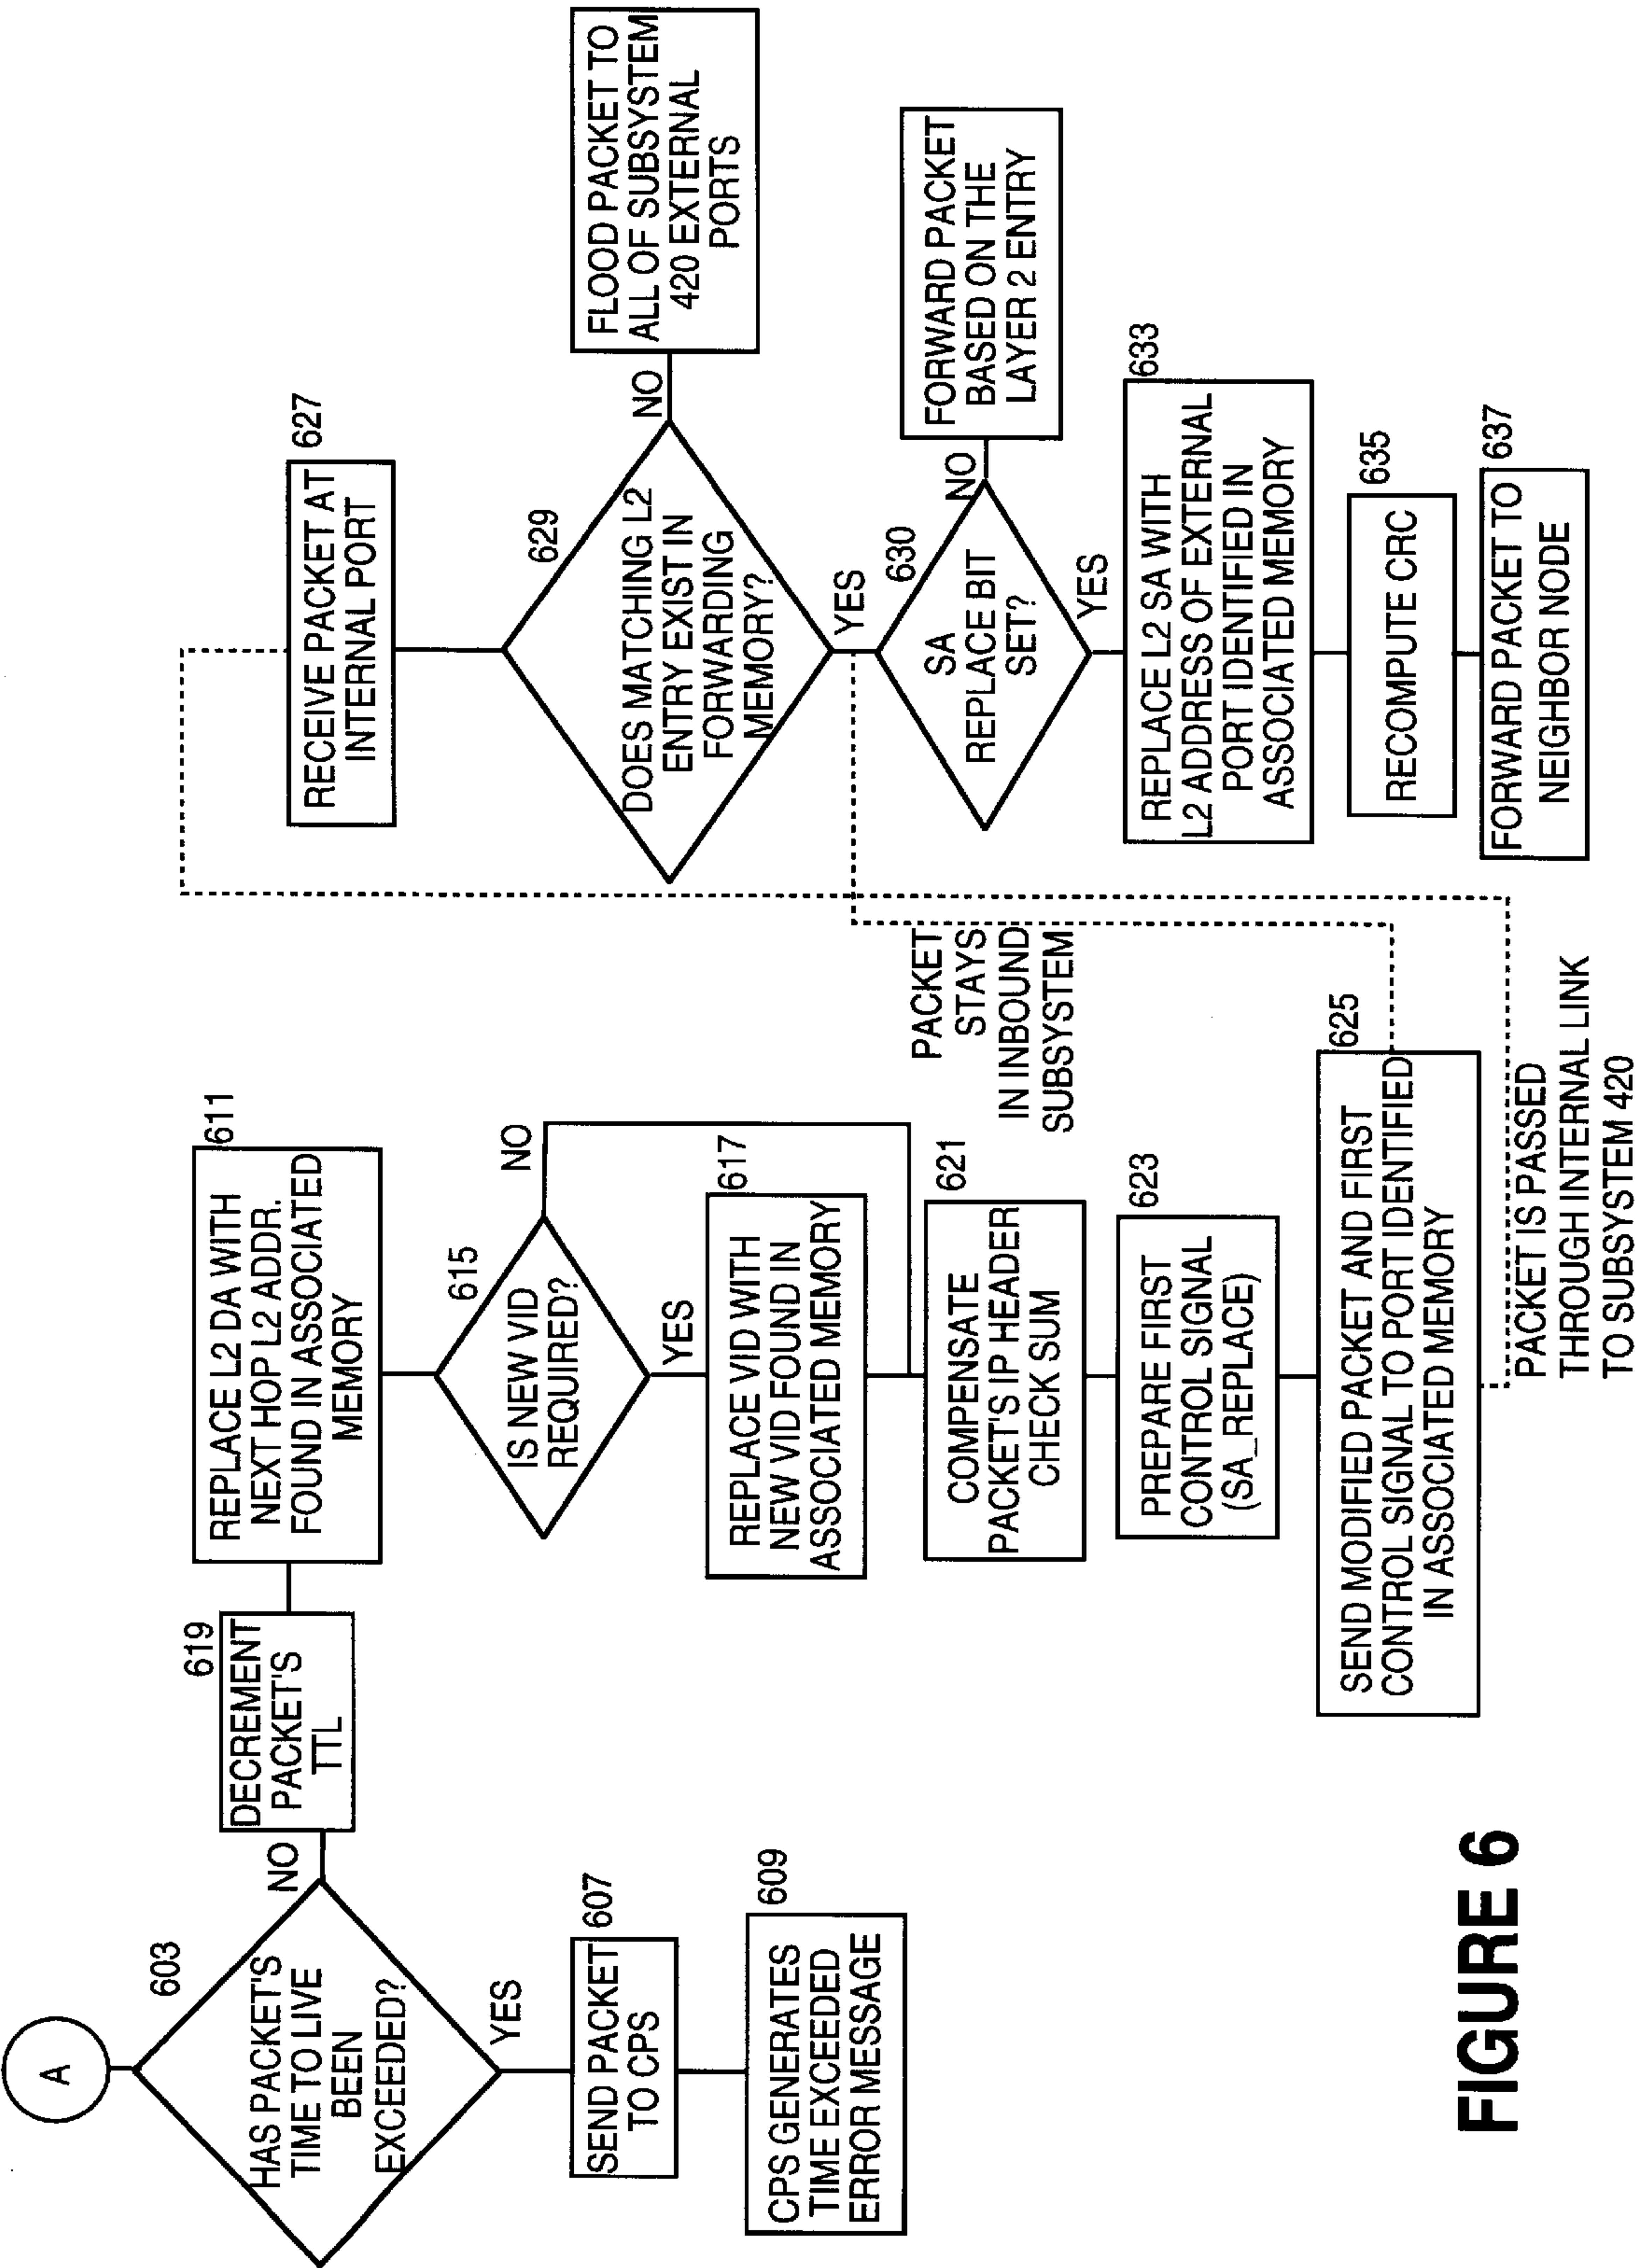 A
603
HAS PACKET'S
TIME TO LIVE
BEEN
EXCEEDED?
NO
YES
607
SEND PACKET
TO CPS
609
CPS GENERATES
TIME EXCEEDED
ERROR MESSAGE
619
DECREMENT
PACKET'S
TTL
611
REPLACE L2 DA WITH
NEXT HOP L2 ADDR.
FOUND IN ASSOCIATED
MEMORY
615
IS NEW VID
REQUIRED?
NO
YES
617
REPLACE VID WITH
NEW VID FOUND IN
ASSOCIATED MEMORY
621
COMPENSATE
PACKET'S IP HEADER
CHECK SUM
623
PREPARE FIRST
CONTROL SIGNAL
(SA_REPLACE)
625
SEND MODIFIED PACKET AND FIRST
CONTROL SIGNAL TO PORT IDENTIFIED
IN ASSOCIATED MEMORY
PACKET
STAYS
IN INBOUND
SUBSYSTEM
PACKET IS PASSED
THROUGH INTERNAL LINK
TO SUBSYSTEM 420
627
RECEIVE PACKET AT
INTERNAL PORT
629
DOES MATCHING L2
ENTRY EXIST IN
FORWARDING
MEMORY?
NO
FLOOD PACKET TO
ALL OF SUBSYSTEM
420 EXTERNAL
PORTS
YES
630
SA
REPLACE BIT
SET?
NO
FORWARD PACKET
BASED ON THE
LAYER 2 ENTRY
YES
633
REPLACE L2 SA WITH
L2 ADDRESS OF EXTERNAL
PORT IDENTIFIED IN
ASSOCIATED MEMORY
635
RECOMPUTE CRC
637
FORWARD PACKET TO
NEIGHBOR NODE
FIGURE 6